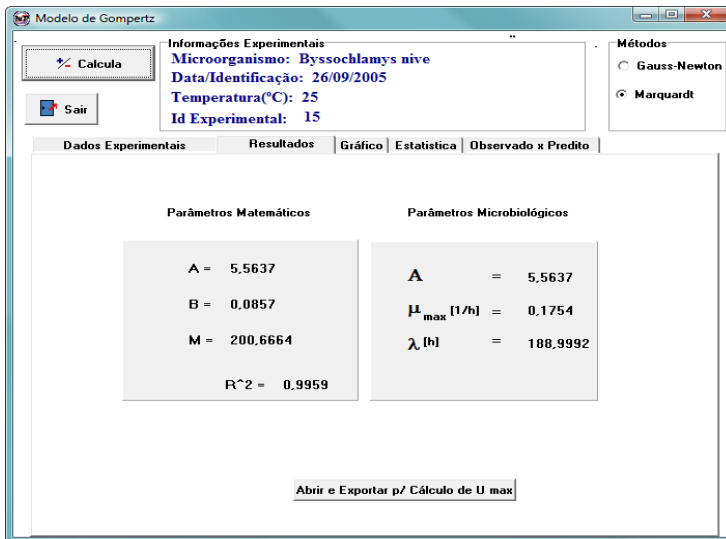 Modelo de Gompertz
Calcula
Sair
Informações Experimentais
Microorganismo: Byssochlamys nive
Data/Identificação: 26/09/2005
Temperatura(ºC): 25
Id Experimental: 15
Métodos
Gauss-Newton
Marquardt
Dados Experimentais Resultados Gráfico Estatistica Observado x Predito
Parâmetros Matemáticos
A = 5,5637
B = 0,0857
M = 200,6664
R^2 = 0,9959
Parâmetros Microbiológicos
A = 5,5637
μmax [1/h] = 0,1754
λ [h] = 188,9992
Abrir e Exportar p/ Cálculo de U max